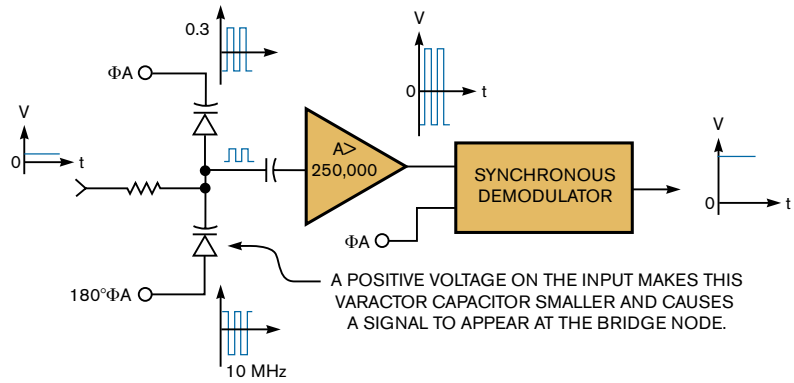 0.3
ΦA
V
0
t
V
0
t
A>
250,000
SYNCHRONOUS
DEMODULATOR
V
0
t
ΦA
180°ΦA
10 MHz
A POSITIVE VOLTAGE ON THE INPUT MAKES THIS
VARACTOR CAPACITOR SMALLER AND CAUSES
A SIGNAL TO APPEAR AT THE BRIDGE NODE.